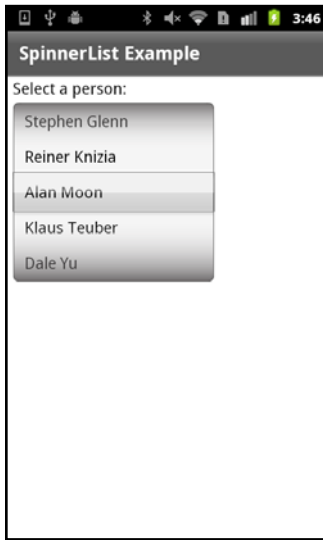 3:46
SpinnerList Example
Select a person:
Stephen Glenn
Reiner Knizia
Alan Moon
Klaus Teuber
Dale Yu